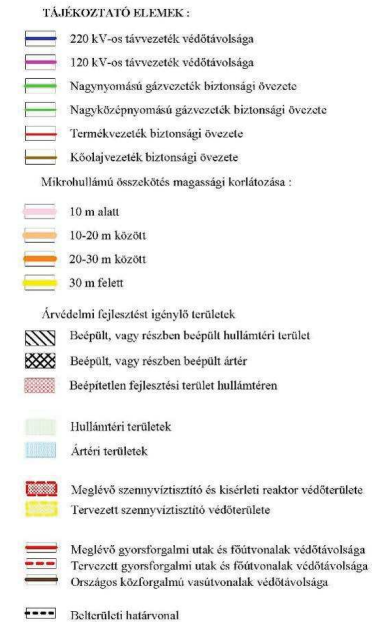 TÁJÉKOZTATÓ ELEMEK :
220 kV-os távvezeték védőtávolsága
120 kV-os távvezeték védőtávolsága
Nagynyomású gázvezeték biztonsági övezete
Nagyközépnyomású gázvezeték biztonsági övezete
Termékvezeték biztonsági övezete
Kőolajvezeték biztonsági övezete
Mikrohullámú összekötés magassági korlátozása :
10 m alatt
10-20 m között
20-30 m között
30 m felett
Árvédelmi fejlesztést igénylő területek
Beépült, vagy részben beépült hullámtéri terület
Beépült, vagy részben beépült ártér
Beépítetlen fejlesztési terület hullámtéren
Hullámtéri területek
Ártéri területek
Meglévő szennyvíztisztító és kisérleti reaktor védőterülete
Tervezett szennyvíztisztító védőterülete
Meglévő gyorsforgalmi utak és főútvonalak védőtávolsága
Tervezett gyorsforgalmi utak és főútvonalak védőtávolsága
Országos közforgalmú vasútvonalak védőtávolsága
Belterületi határvonal